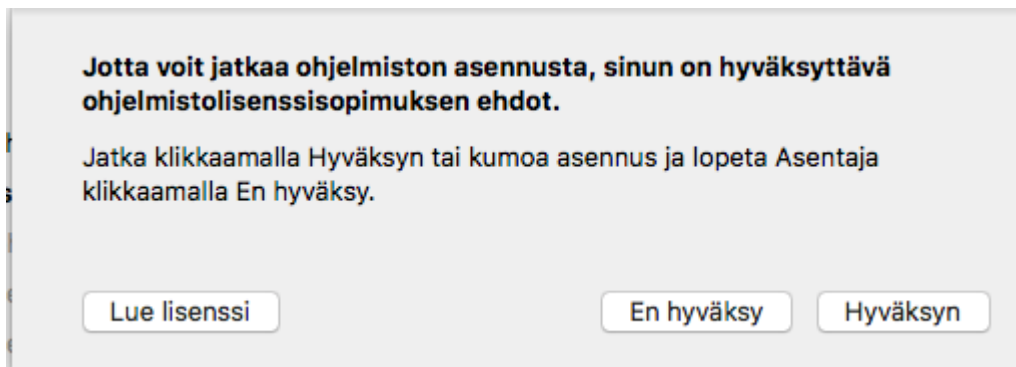 Jotta voit jatkaa ohjelmiston asennusta, sinun on hyväksyttävä
ohjelmistolisenssisopimuksen ehdot.
Jatka klikkaamalla Hyväksyn tai kumoa asennus ja lopeta Asentaja
klikkaamalla En hyväksy.
Lue lisenssi En hyväksy Hyväksyn